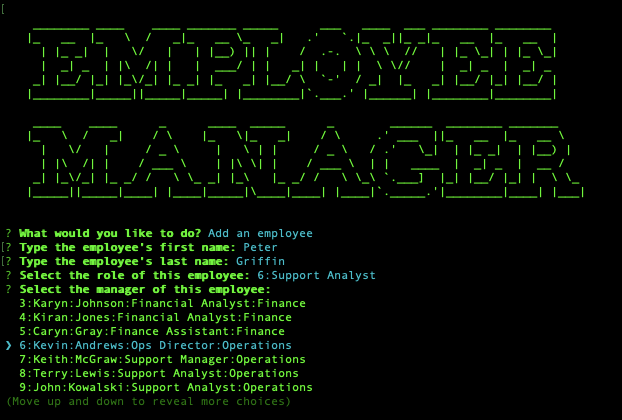 EMPLOYEE
MANAGER
? What would you like to do? Add an employee
[? Type the employee's first name: Peter
[? Type the employee's last name: Griffin
? Select the role of this employee: 6:Support Analyst
? Select the manager of this employee:
3:Karyn:Johnson:Financial Analyst:Finance
4:Kiran:Jones:Financial Analyst:Finance
5:Caryn:Gray:Finance Assistant:Finance
❯ 6:Kevin:Andrews:Ops Director:Operations
7:Keith:McGraw:Support Manager:Operations
8:Terry:Lewis:Support Analyst:Operations
9:John:Kowalski:Support Analyst:Operations
(Move up and down to reveal more choices)